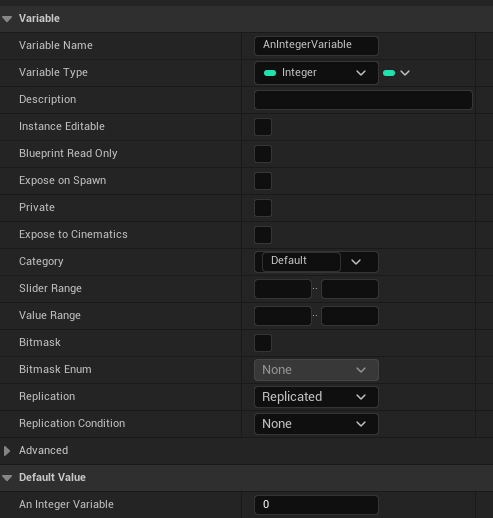 Variable
Variable Name AnIntegerVariable
Variable Type Integer
Description
Instance Editable
Blueprint Read Only
Expose on Spawn
Private
Expose to Cinematics
Category Default
Slider Range ..
Value Range ..
Bitmask
Bitmask Enum None
Replication Replicated
Replication Condition None
Advanced
Default Value
An Integer Variable 0